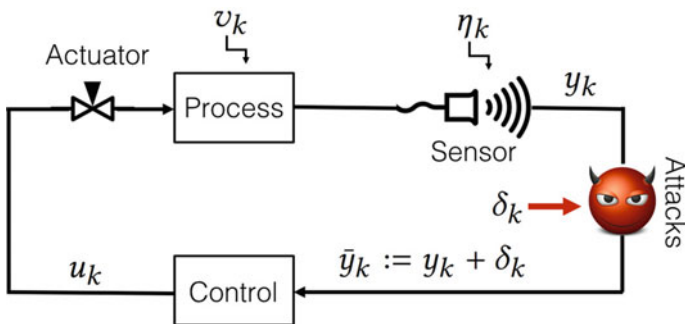 v_k
η_k
Actuator
y_k
Process
Sensor
Attacks
δ_k
u_k
ȳ_k := y_k + δ_k
Control